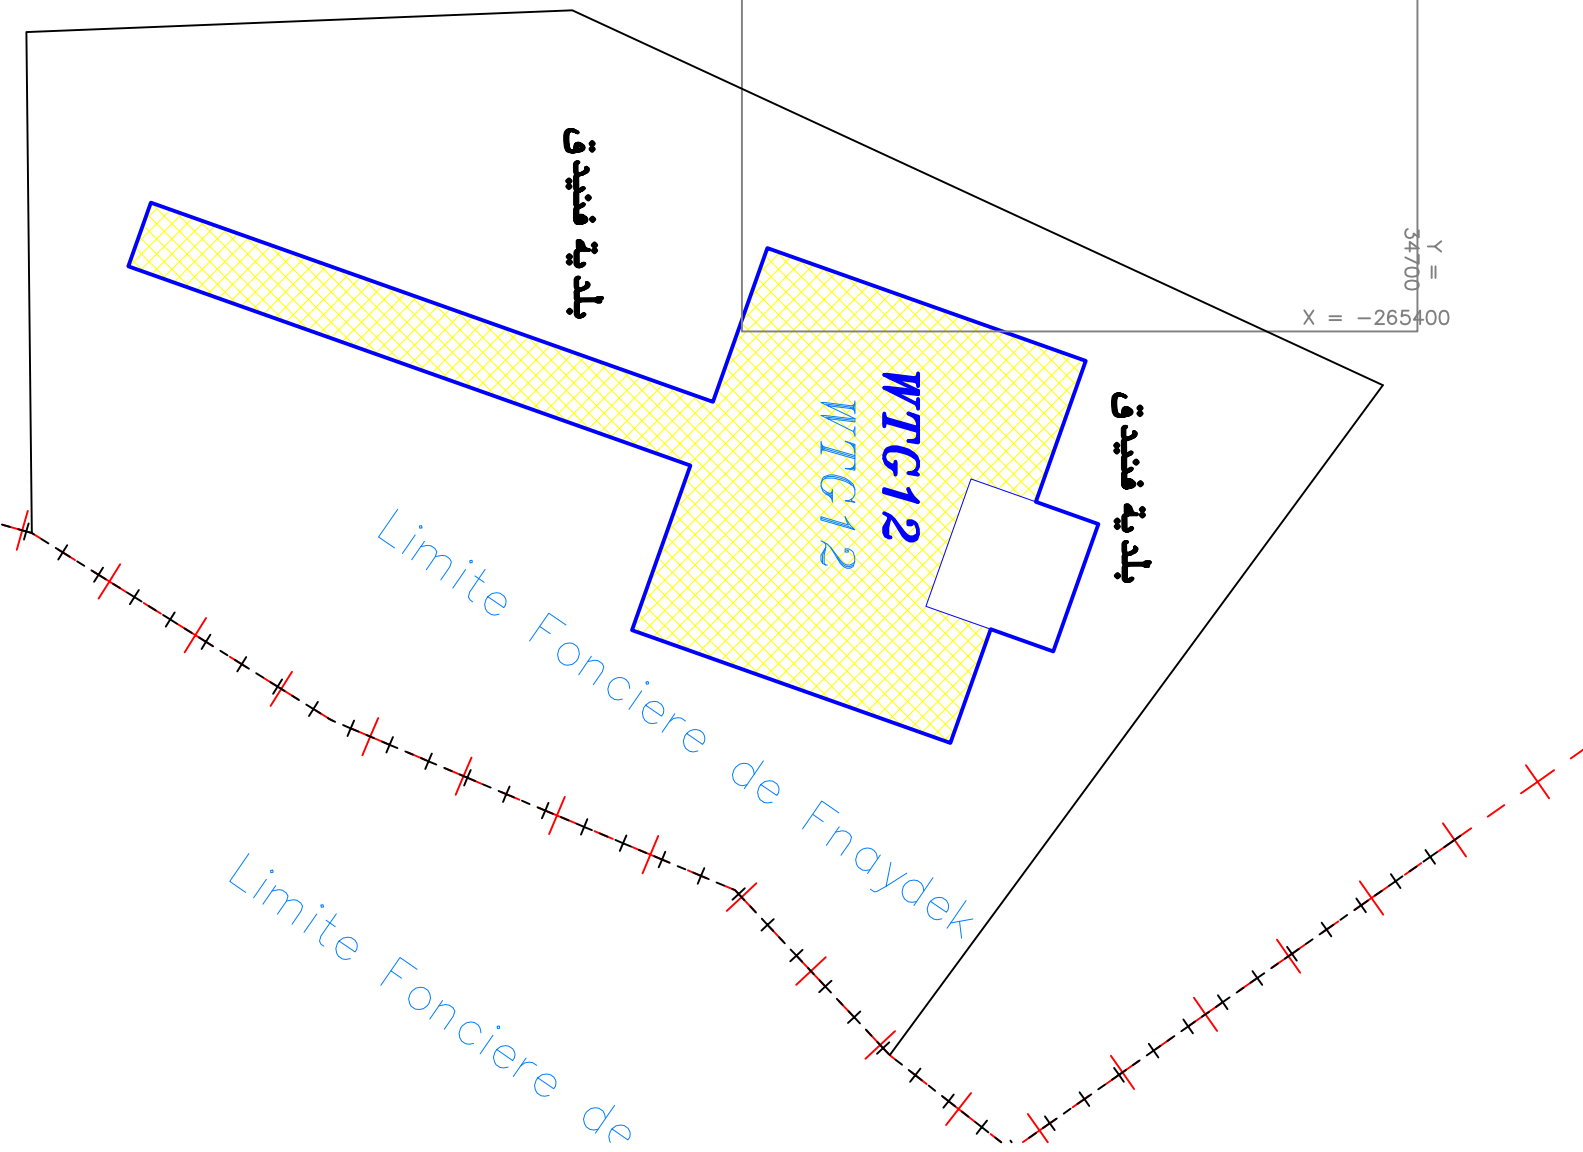 بلدية فنيدق
Y =
34700
X = -265400
WTG12
WTG12
بلدية فنيدق
Limite Fonciere de Fnaydek
Limite Fonciere de